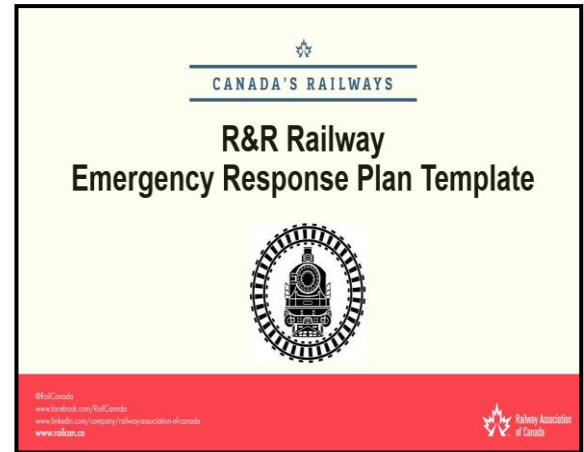 CANADA'S RAILWAYS
R&R Railway
Emergency Response Plan Template
@RailCanada
www.facebook.com/RailCanada
www.linkedin.com/company/railway-association-of-canada
www.railcan.ca
Railway Association
of Canada